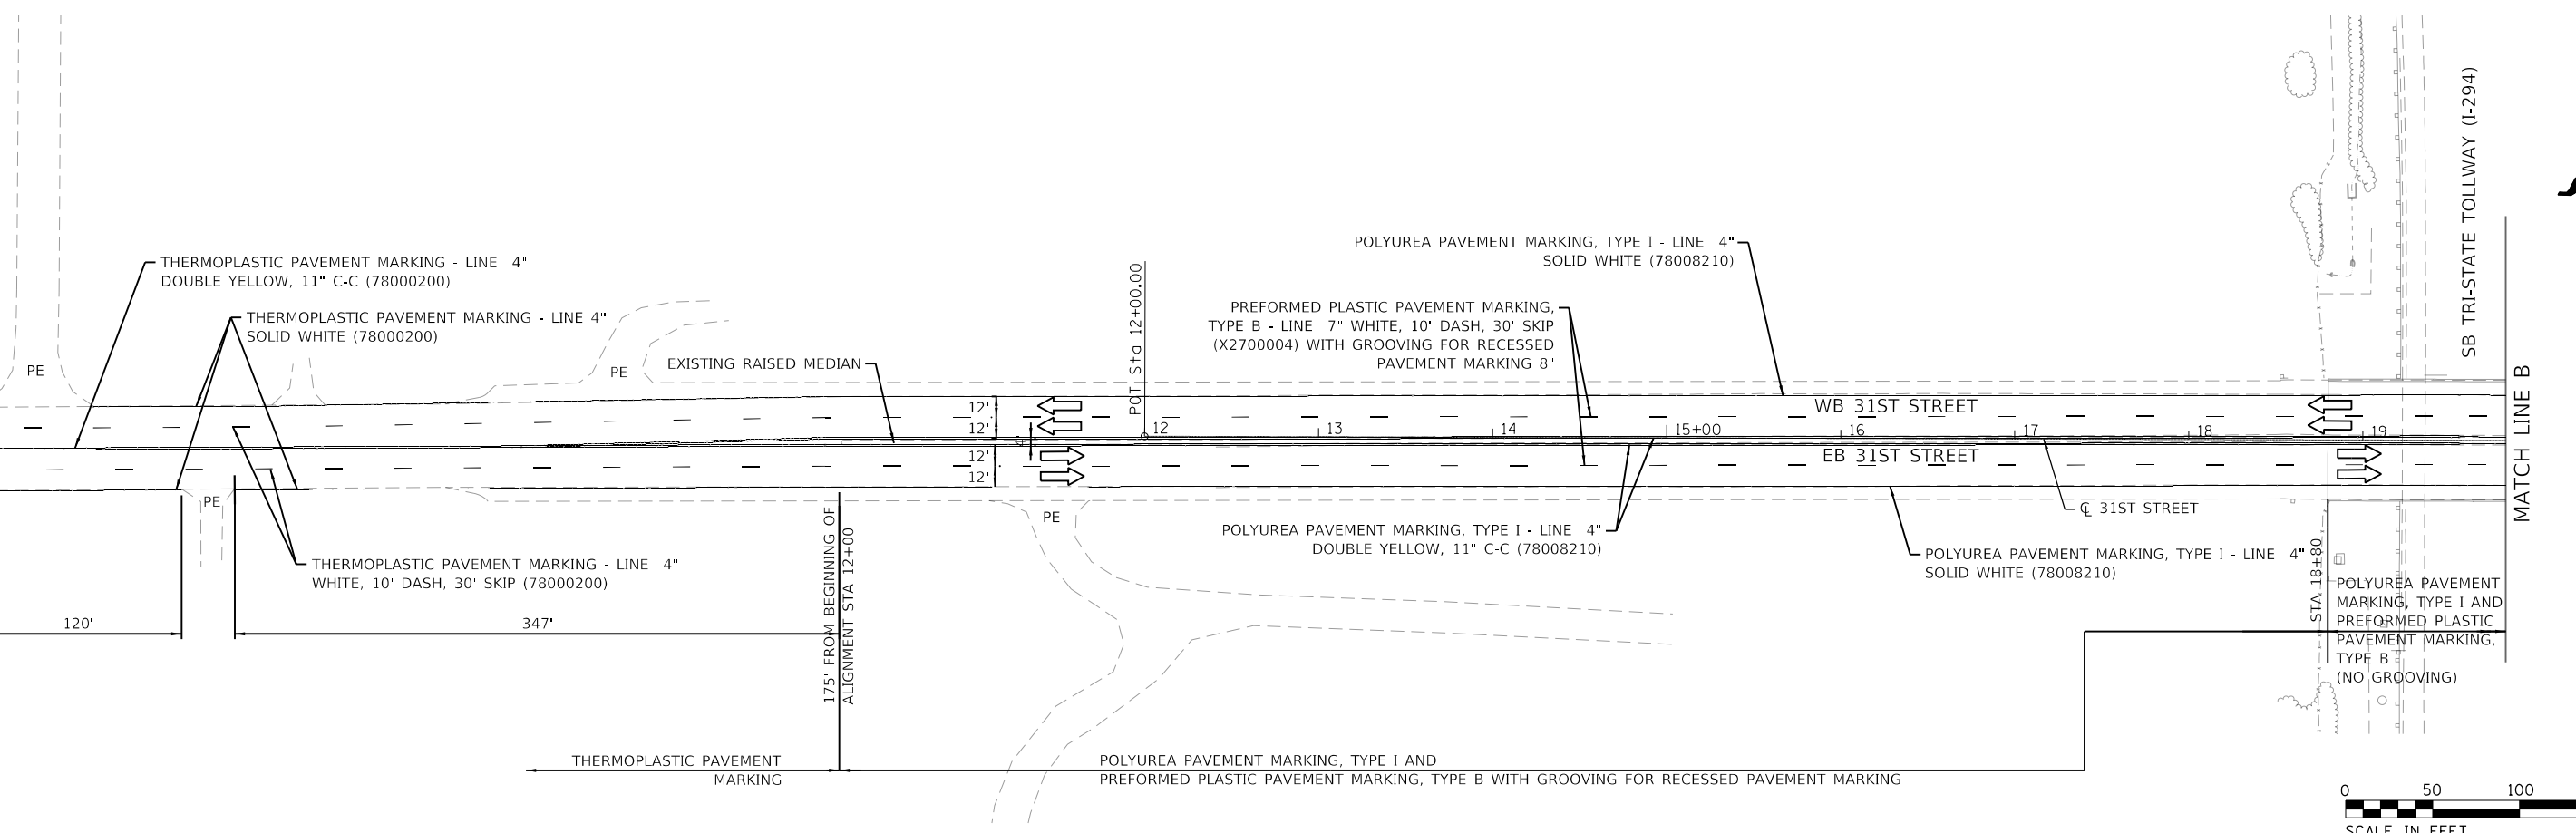 SB TRI-STATE TOLLWAY (I-294)
MATCH LINE B
POLYUREA PAVEMENT MARKING, TYPE I - LINE 4"
SOLID WHITE (78008210)
THERMOPLASTIC PAVEMENT MARKING - LINE 4"
DOUBLE YELLOW, 11" C-C (78000200)
THERMOPLASTIC PAVEMENT MARKING - LINE 4"
SOLID WHITE (78000200)
POT Sta 12+00.00
PREFORMED PLASTIC PAVEMENT MARKING,
TYPE B - LINE 7" WHITE, 10' DASH, 30' SKIP
(X2700004) WITH GROOVING FOR RECESSED
PAVEMENT MARKING 8"
EXISTING RAISED MEDIAN
PE
PE
12'
12'
4'
12'
12'
WB 31ST STREET
12
13
14
15+00
16
17
18
19
EB 31ST STREET
PE
PE
℄ 31ST STREET
THERMOPLASTIC PAVEMENT MARKING - LINE 4"
WHITE, 10' DASH, 30' SKIP (78000200)
POLYUREA PAVEMENT MARKING, TYPE I - LINE 4"
DOUBLE YELLOW, 11" C-C (78008210)
POLYUREA PAVEMENT MARKING, TYPE I - LINE 4"
SOLID WHITE (78008210)
175' FROM BEGINNING OF
ALIGNMENT STA 12+00
STA 18+80
POLYUREA PAVEMENT
MARKING, TYPE I AND
PREFORMED PLASTIC
PAVEMENT MARKING,
TYPE B
(NO GROOVING)
120'
347'
THERMOPLASTIC PAVEMENT
MARKING
POLYUREA PAVEMENT MARKING, TYPE I AND
PREFORMED PLASTIC PAVEMENT MARKING, TYPE B WITH GROOVING FOR RECESSED PAVEMENT MARKING
0 50 100
SCALE IN FEET